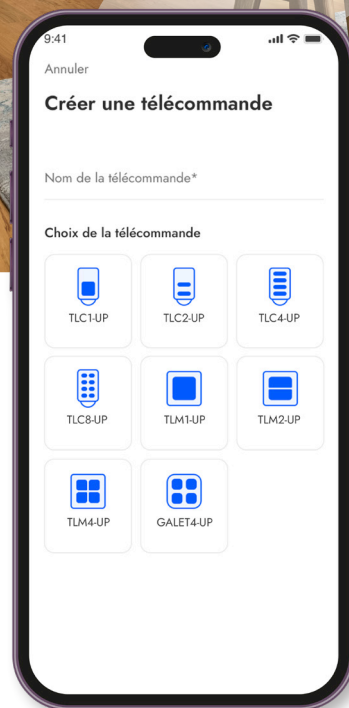 9:41
Annuler
Créer une télécommande
Nom de la télécommande*
Choix de la télécommande
TLC1-UP
TLC2-UP
TLC4-UP
TLC8-UP
TLM1-UP
TLM2-UP
TLM4-UP
GALET4-UP